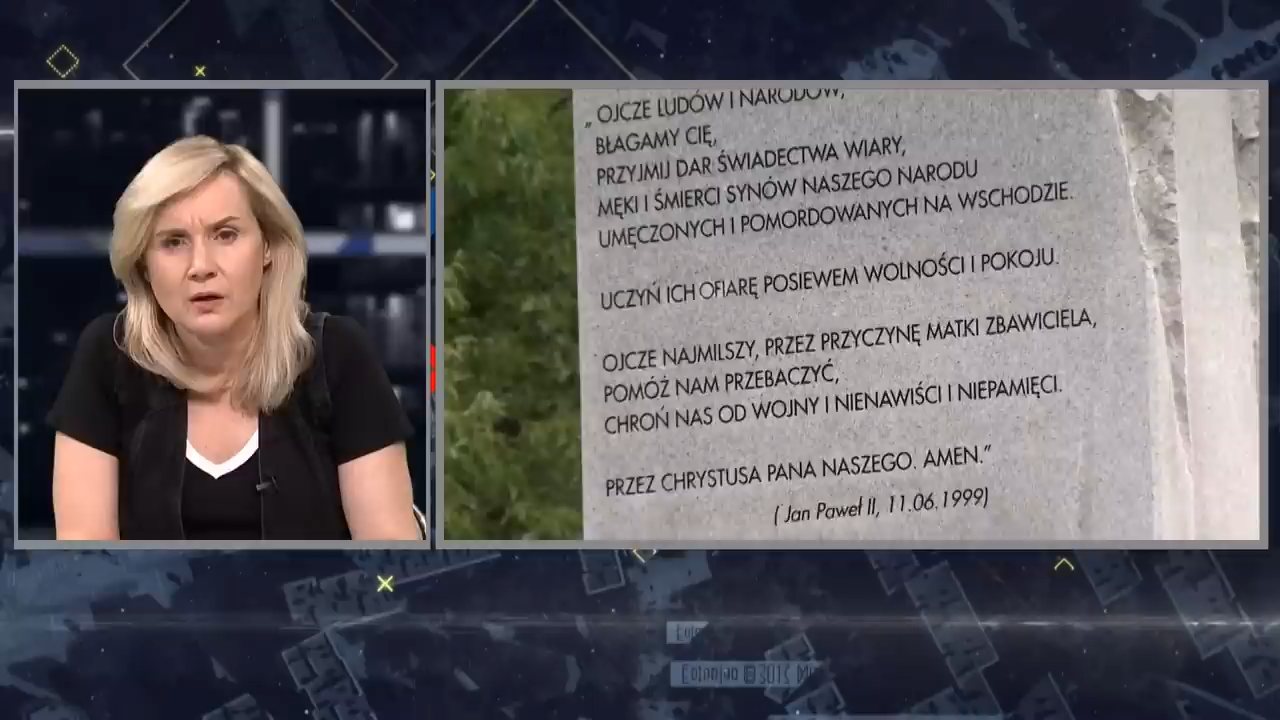 „OJCZE LUDÓW I NARODÓW,
BŁAGAMY CIĘ,
PRZYJMIJ DAR ŚWIADECTWA WIARY,
MĘKI I ŚMIERCI SYNÓW NASZEGO NARODU
UMĘCZONYCH I POMORDOWANYCH NA WSCHODZIE.
UCZYŃ ICH OFIARĘ POSIEWEM WOLNOŚCI I POKOJU.
OJCZE NAJMILSZY, PRZEZ PRZYCZYNĘ MATKI ZBAWICIELA,
POMÓŻ NAM PRZEBACZYĆ,
CHROŃ NAS OD WOJNY I NIENAWIŚCI I NIEPAMIĘCI.
PRZEZ CHRYSTUSA PANA NASZEGO. AMEN.”
(Jan Paweł II, 11.06.1999)